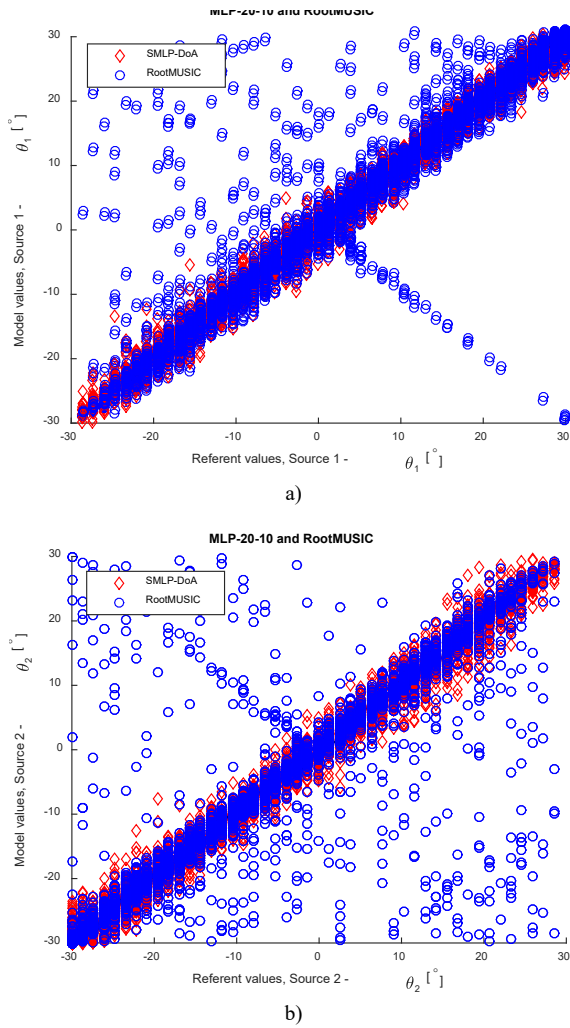 MLP-20-10 and RootMUSIC
30
20
10
0
-10
-20
-30
Model values, Source 1 - θ1 [°]
SMLP-DoA
RootMUSIC
-30 -20 -10 0 10 20 30
Referent values, Source 1 - θ1 [°]
a)
MLP-20-10 and RootMUSIC
30
20
10
0
-10
-20
-30
Model values, Source 2 - θ2 [°]
SMLP-DoA
RootMUSIC
-30 -20 -10 0 10 20 30
Referent values, Source 2 - θ2 [°]
b)